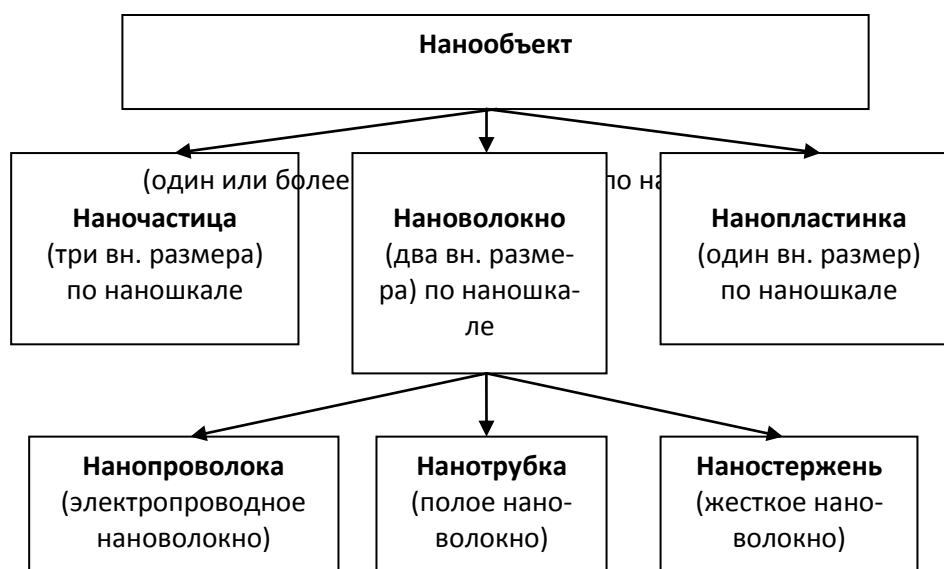 Нанообъект
(один или более по на
Наночастица
(три вн. размера)
по наношкале
Нановолокно
(два вн. разме-
ра) по наношка-
ле
Нанопластинка
(один вн. размер)
по наношкале
Нанопроволока
(электропроводное
нановолокно)
Нанотрубка
(полое нано-
волокно)
Наностержень
(жесткое нано-
волокно)